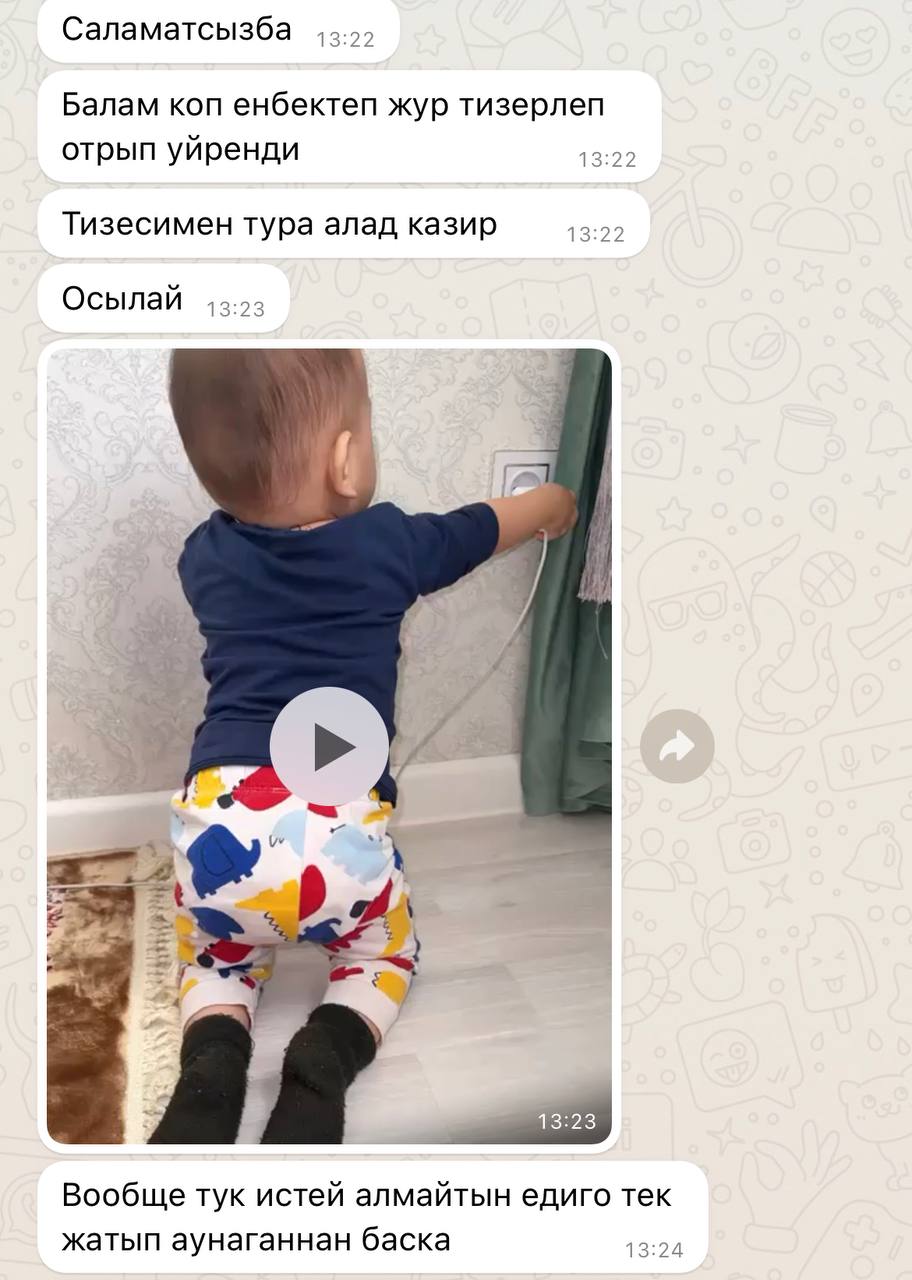 Саламатсызба 13:22
Балам коп енбектеп жур тизерлеп
отрып уйренди 13:22
Тизесимен тура алад казир 13:22
Осылай 13:23
13:23
Вообще тук истей алмайтын едиго тек
жатып аунаганнан баска 13:24